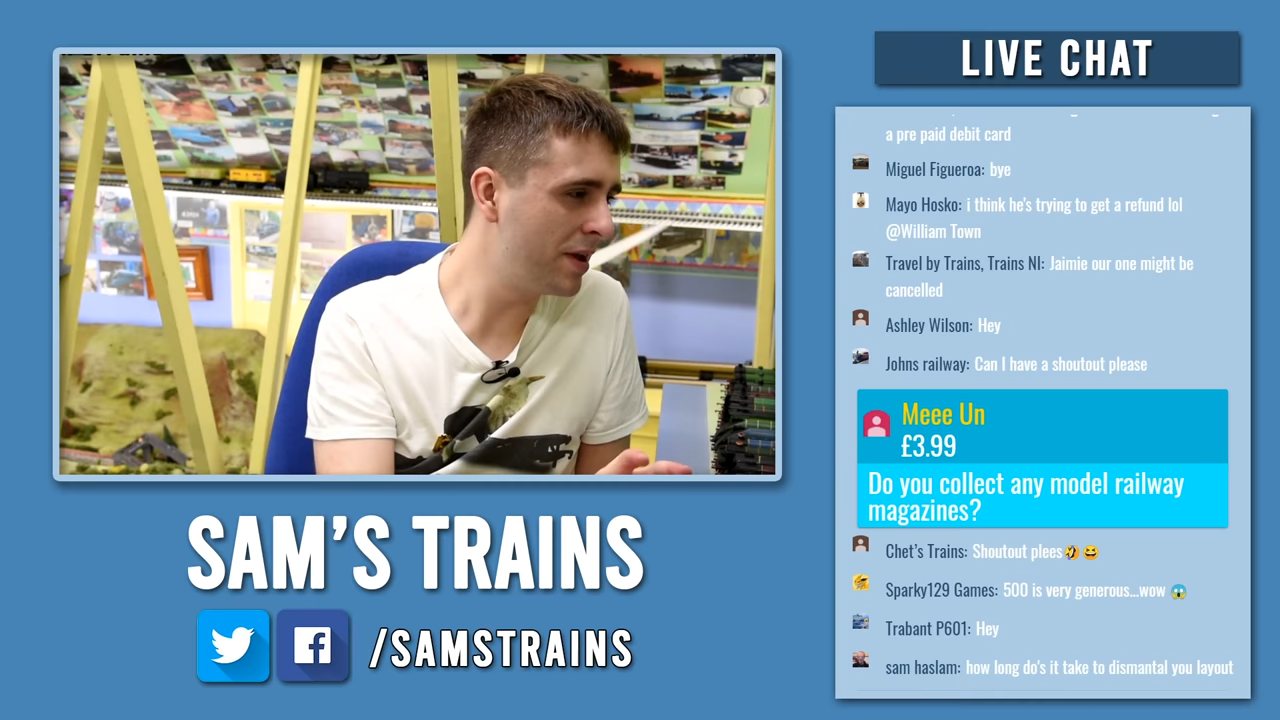 LIVE CHAT
a pre paid debit card
Miguel Figueroa: bye
Mayo Hosko: i think he's trying to get a refund lol
@William Town
Travel by Trains, Trains NI: Jaimie our one might be
cancelled
Ashley Wilson: Hey
Johns railway: Can I have a shoutout please
Meee Un
£3.99
Do you collect any model railway
magazines?
Chet's Trains: Shoutout plees🤣😆
Sparky129 Games: 500 is very generous...wow 😱
Trabant P601: Hey
sam haslam: how long do's it take to dismantal you layout
SAM'S TRAINS
/SAMSTRAINS